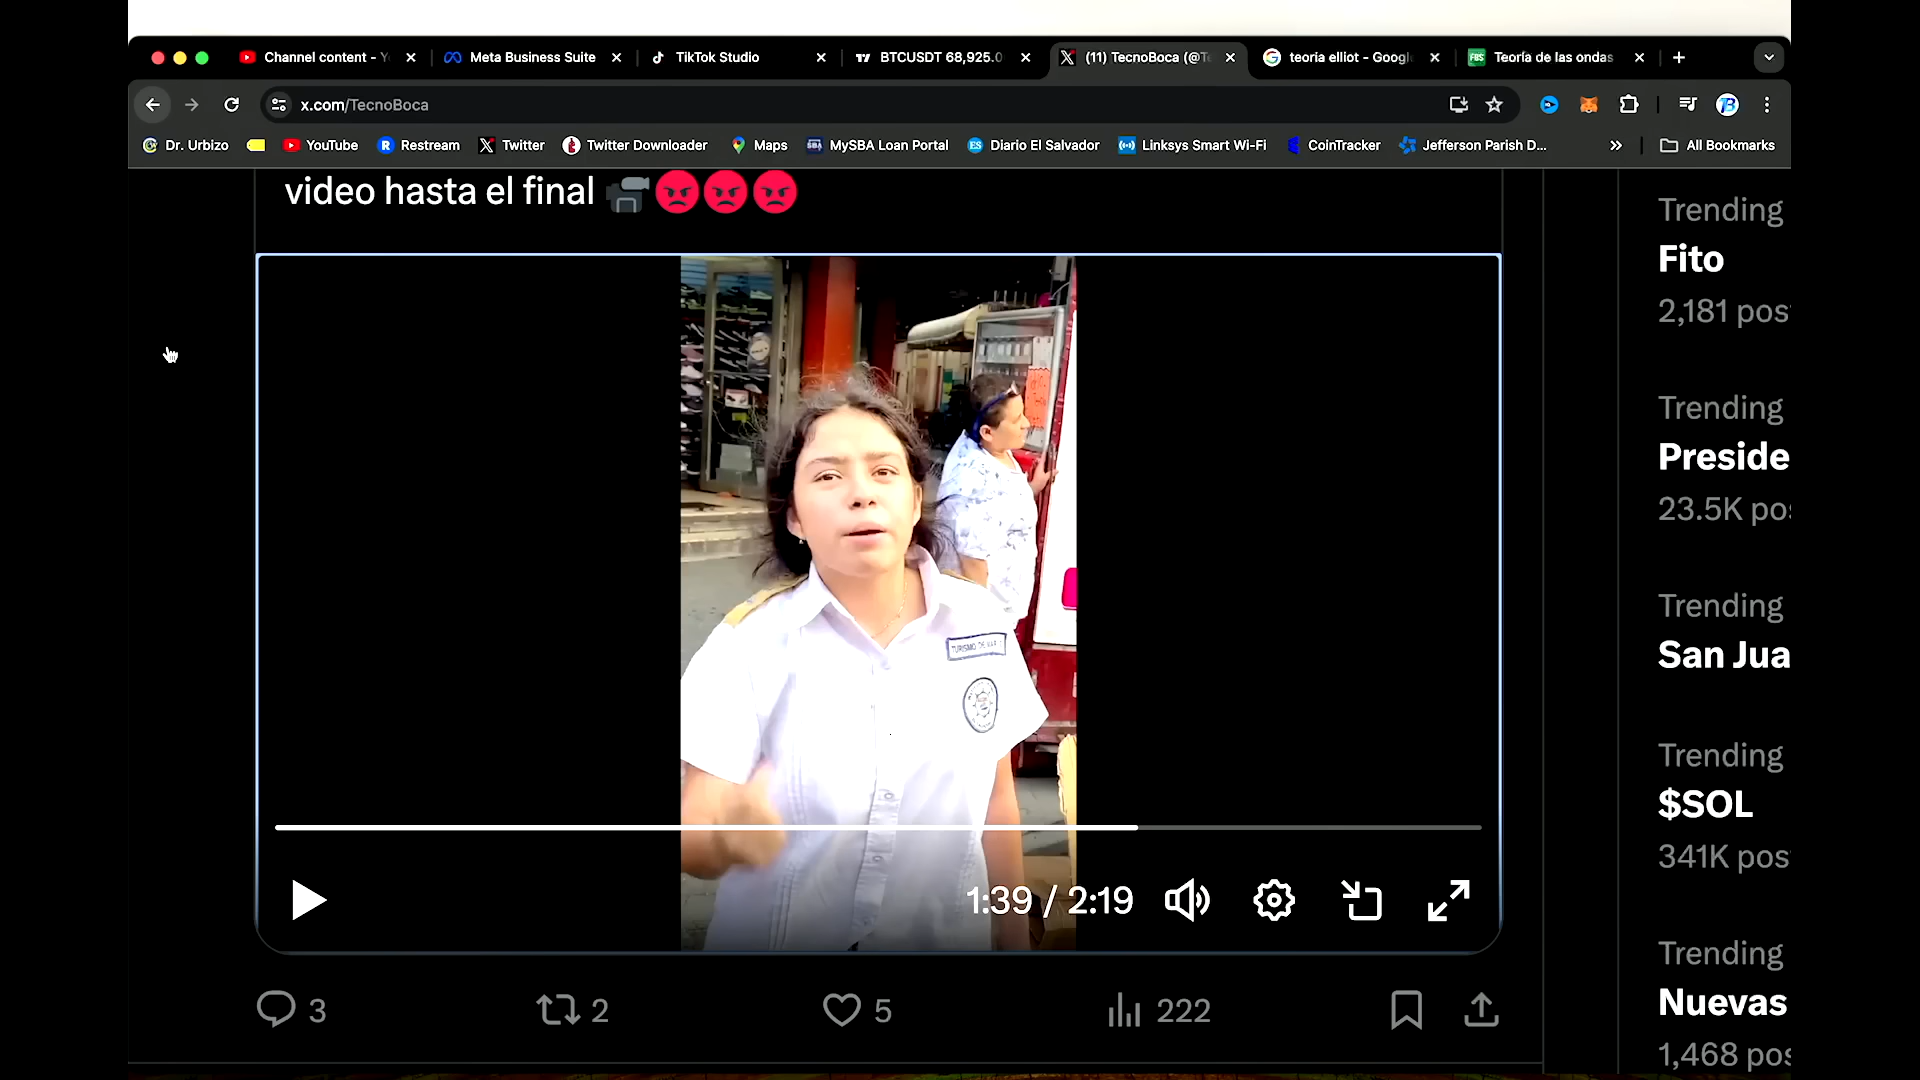 Channel content - Y
Meta Business Suite
TikTok Studio
BTCUSDT 68,925.0
(11) TecnoBoca (@Te
teoria elliot - Googl
Teoría de las ondas
x.com/TecnoBoca
Dr. Urbizo
YouTube
Restream
Twitter
Twitter Downloader
Maps
MySBA Loan Portal
Diario El Salvador
Linksys Smart Wi-Fi
CoinTracker
Jefferson Parish D...
All Bookmarks
video hasta el final
1:39 / 2:19
3
2
5
222
Trending
Fito
2,181 pos
Trending
Preside
23.5K po
Trending
San Jua
Trending
$SOL
341K pos
Trending
Nuevas
1,468 pos